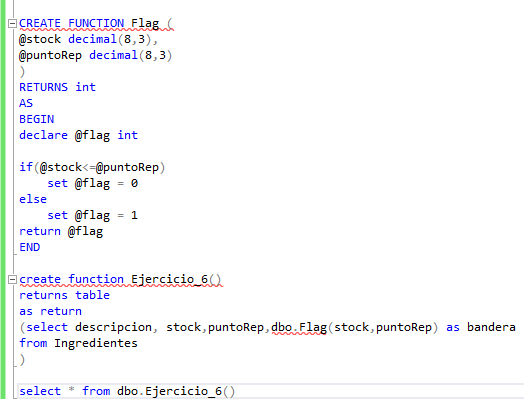 CREATE FUNCTION Flag (
@stock decimal(8,3),
@puntoRep decimal(8,3)
)
RETURNS int
AS
BEGIN
declare @flag int
if(@stock<=@puntoRep)
set @flag = 0
else
set @flag = 1
return @flag
END
create function Ejercicio_6()
returns table
as return
(select descripcion, stock,puntoRep,dbo.Flag(stock,puntoRep) as bandera
from Ingredientes
)
select * from dbo.Ejercicio_6()